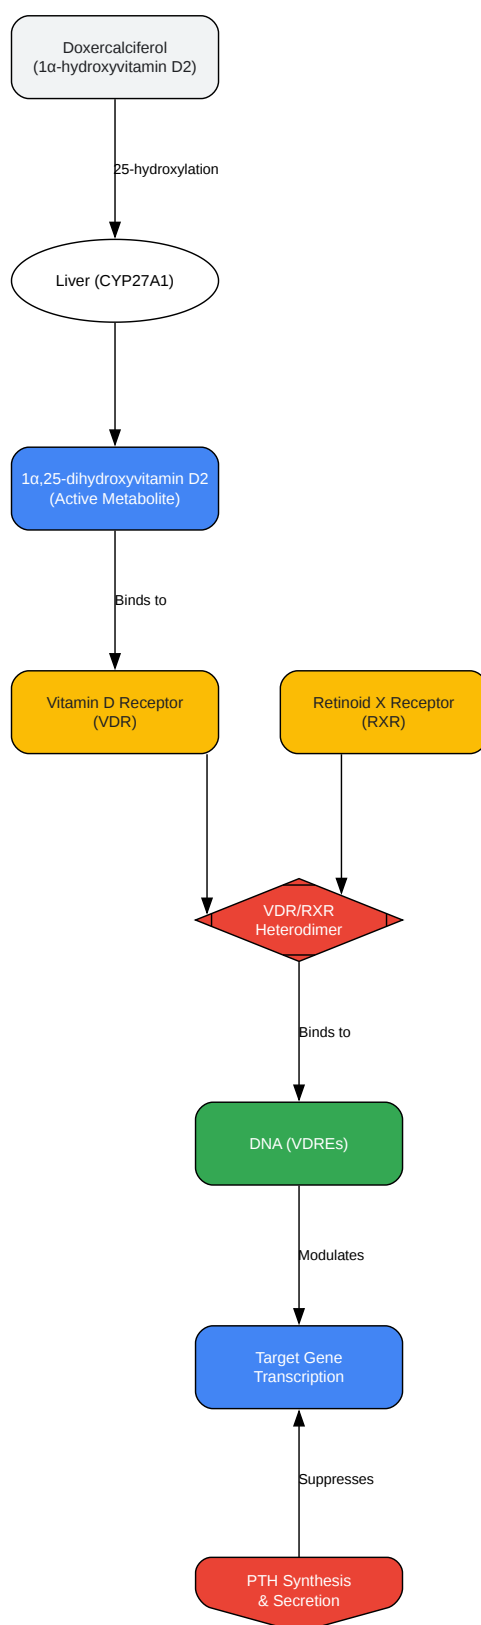 Doxercalciferol
(1α-hydroxyvitamin D2)
25-hydroxylation
Liver (CYP27A1)
1α,25-dihydroxyvitamin D2
(Active Metabolite)
Binds to
Vitamin D Receptor
(VDR)
Retinoid X Receptor
(RXR)
VDR/RXR
Heterodimer
Binds to
DNA (VDREs)
Modulates
Target Gene
Transcription
Suppresses
PTH Synthesis
& Secretion